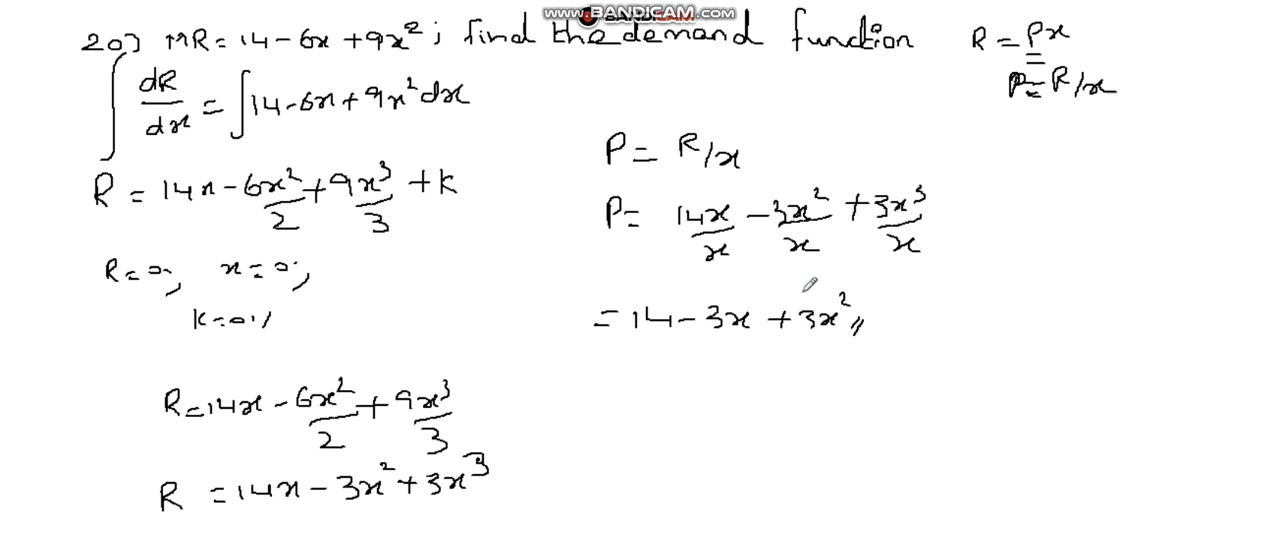 www.BANDICAM.com
20) MR = 14 - 6x + 9x²; find the demand function
∫ dR/dx = ∫ 14 - 6x + 9x² dx
R = 14x - 6x²/2 + 9x³/3 + k
R = 0, x = 0,
k = 0 //
R = 14x - 6x²/2 + 9x³/3
R = 14x - 3x² + 3x³
R = Px
P = R/x
P = R/x
P = 14x/x - 3x²/x + 3x³/x
= 14 - 3x + 3x² //